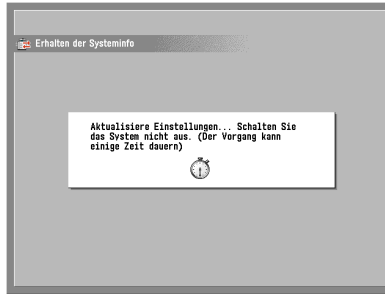 Erhalten der Systeminfo
Aktualisiere Einstellungen... Schalten Sie
das System nicht aus. (Der Vorgang kann
einige Zeit dauern)